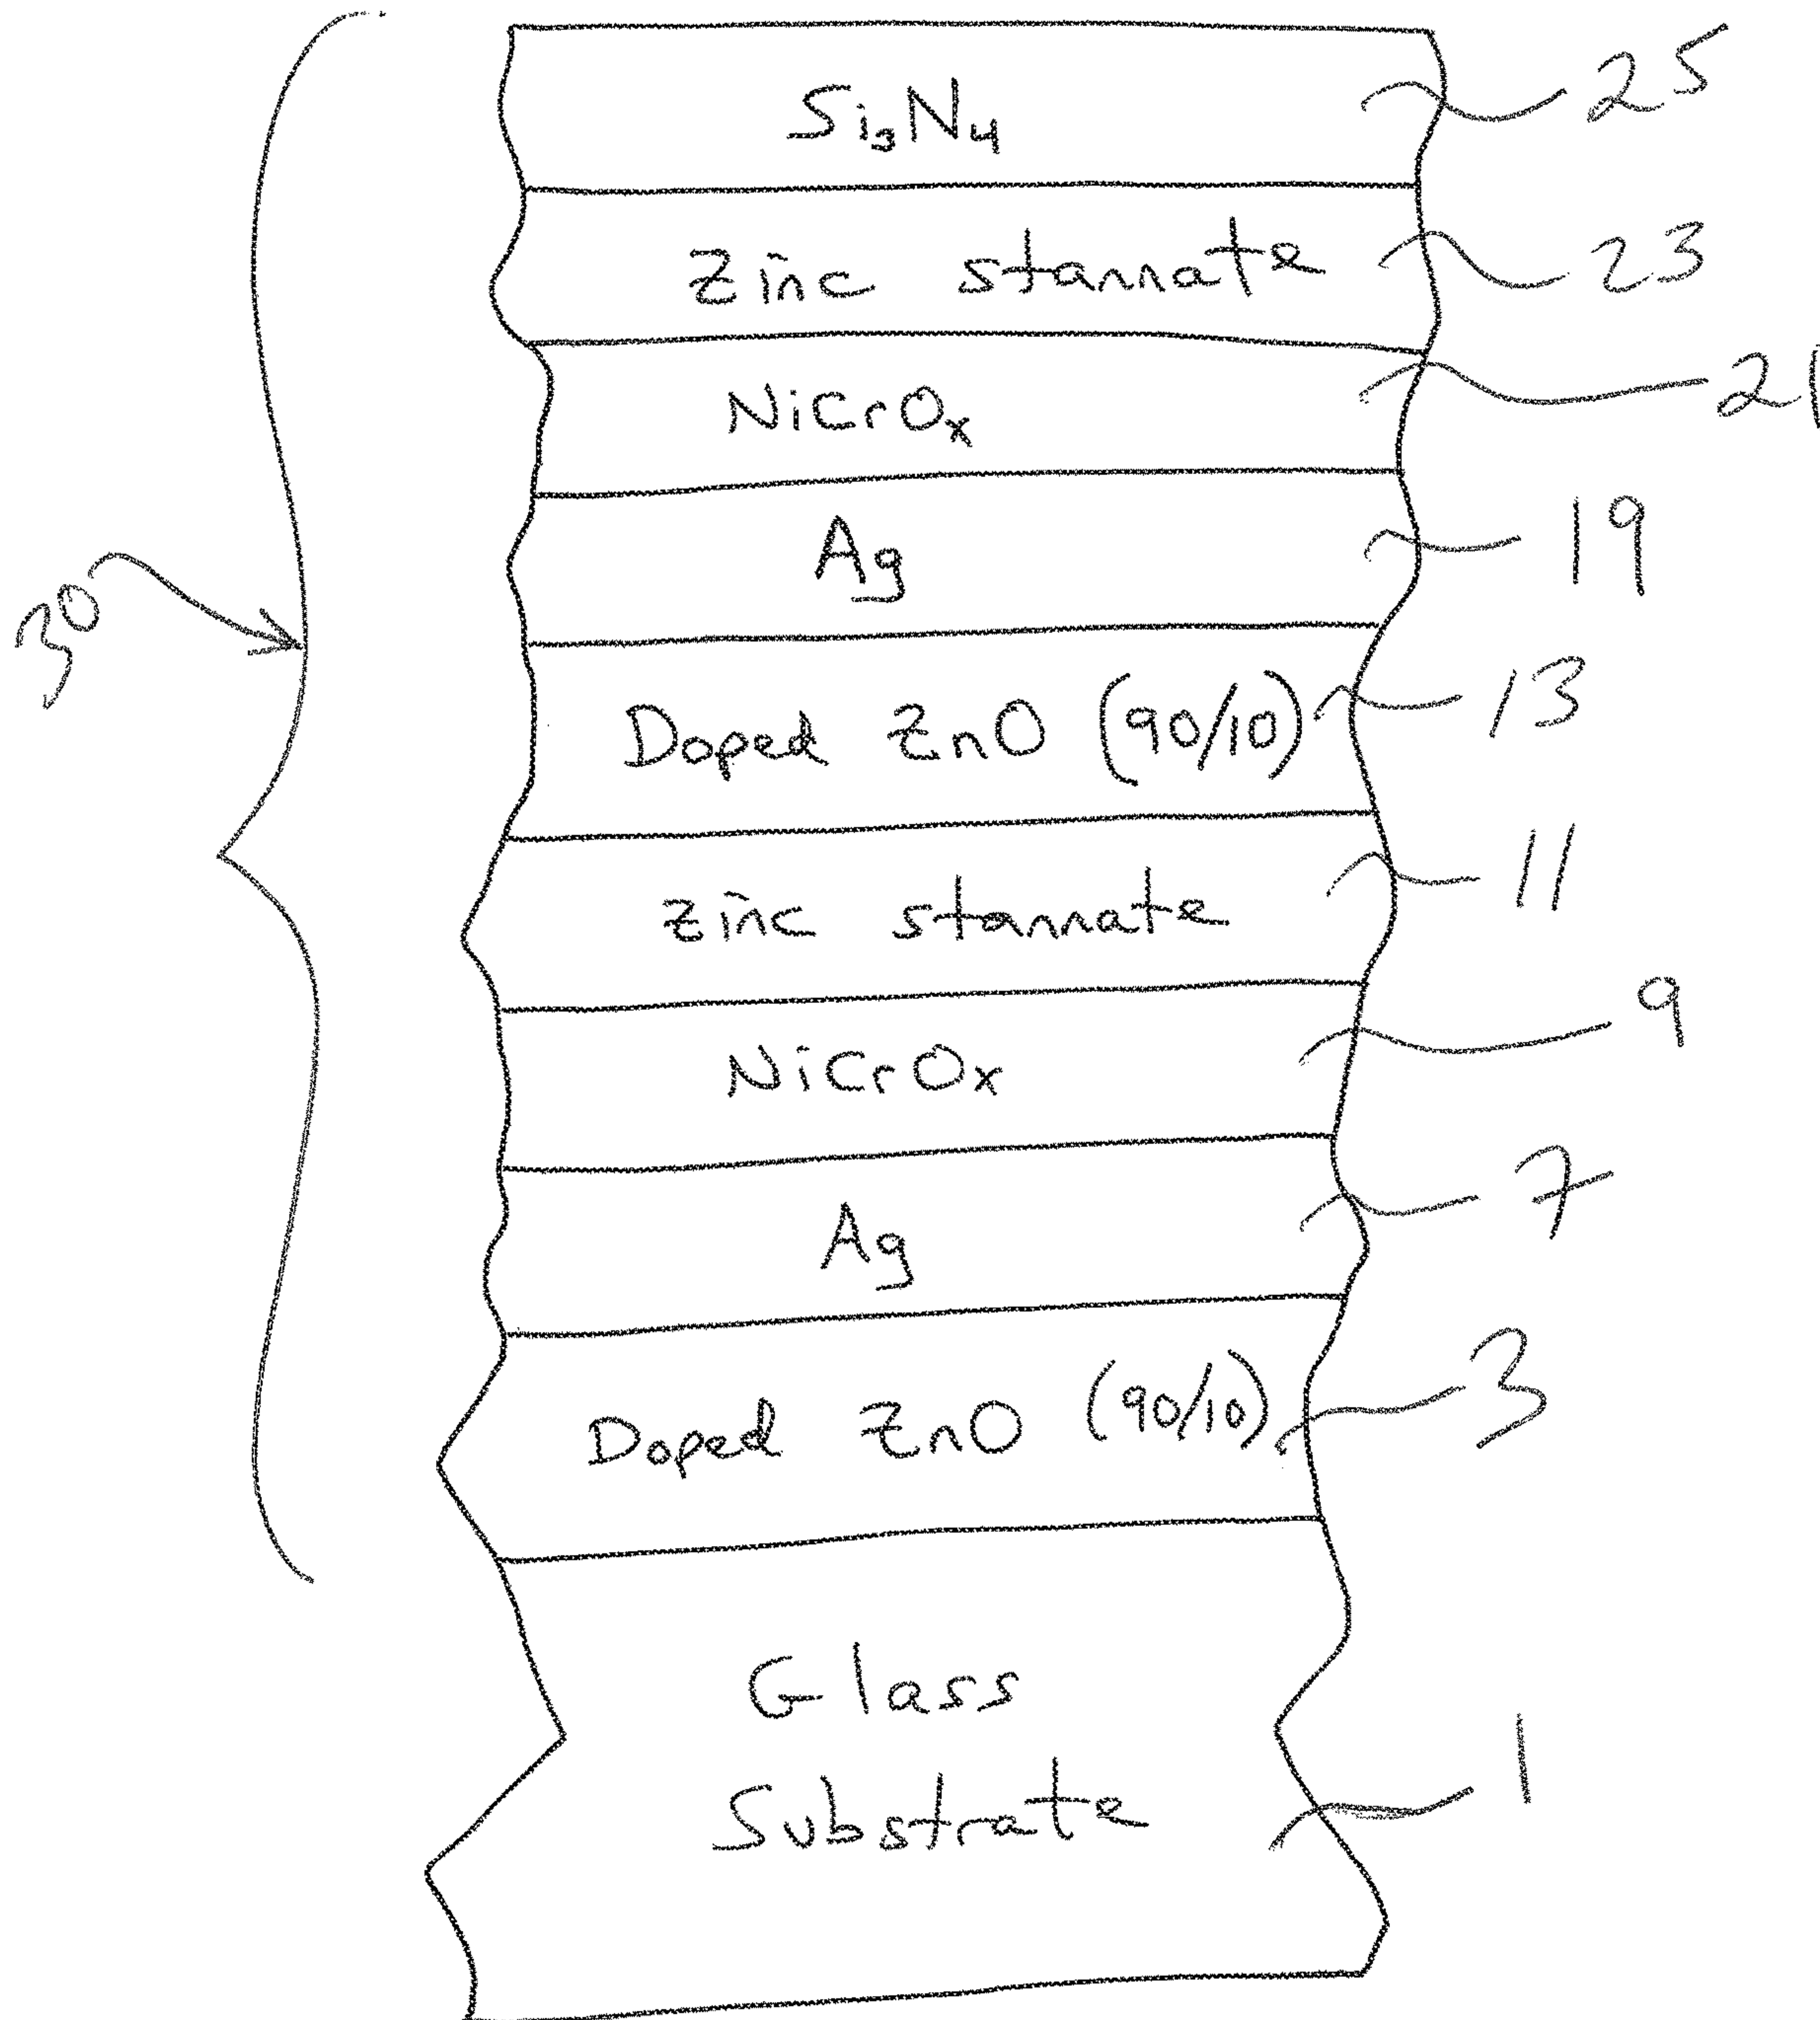 Si₃N₄ 25
Zinc stannate 23
NiCrOₓ 21
Ag 19
30
Doped ZnO (90/10) 13
Zinc stannate 11
NiCrOx 9
Ag 7
Doped ZnO (90/10) 3
Glass
Substrate 1